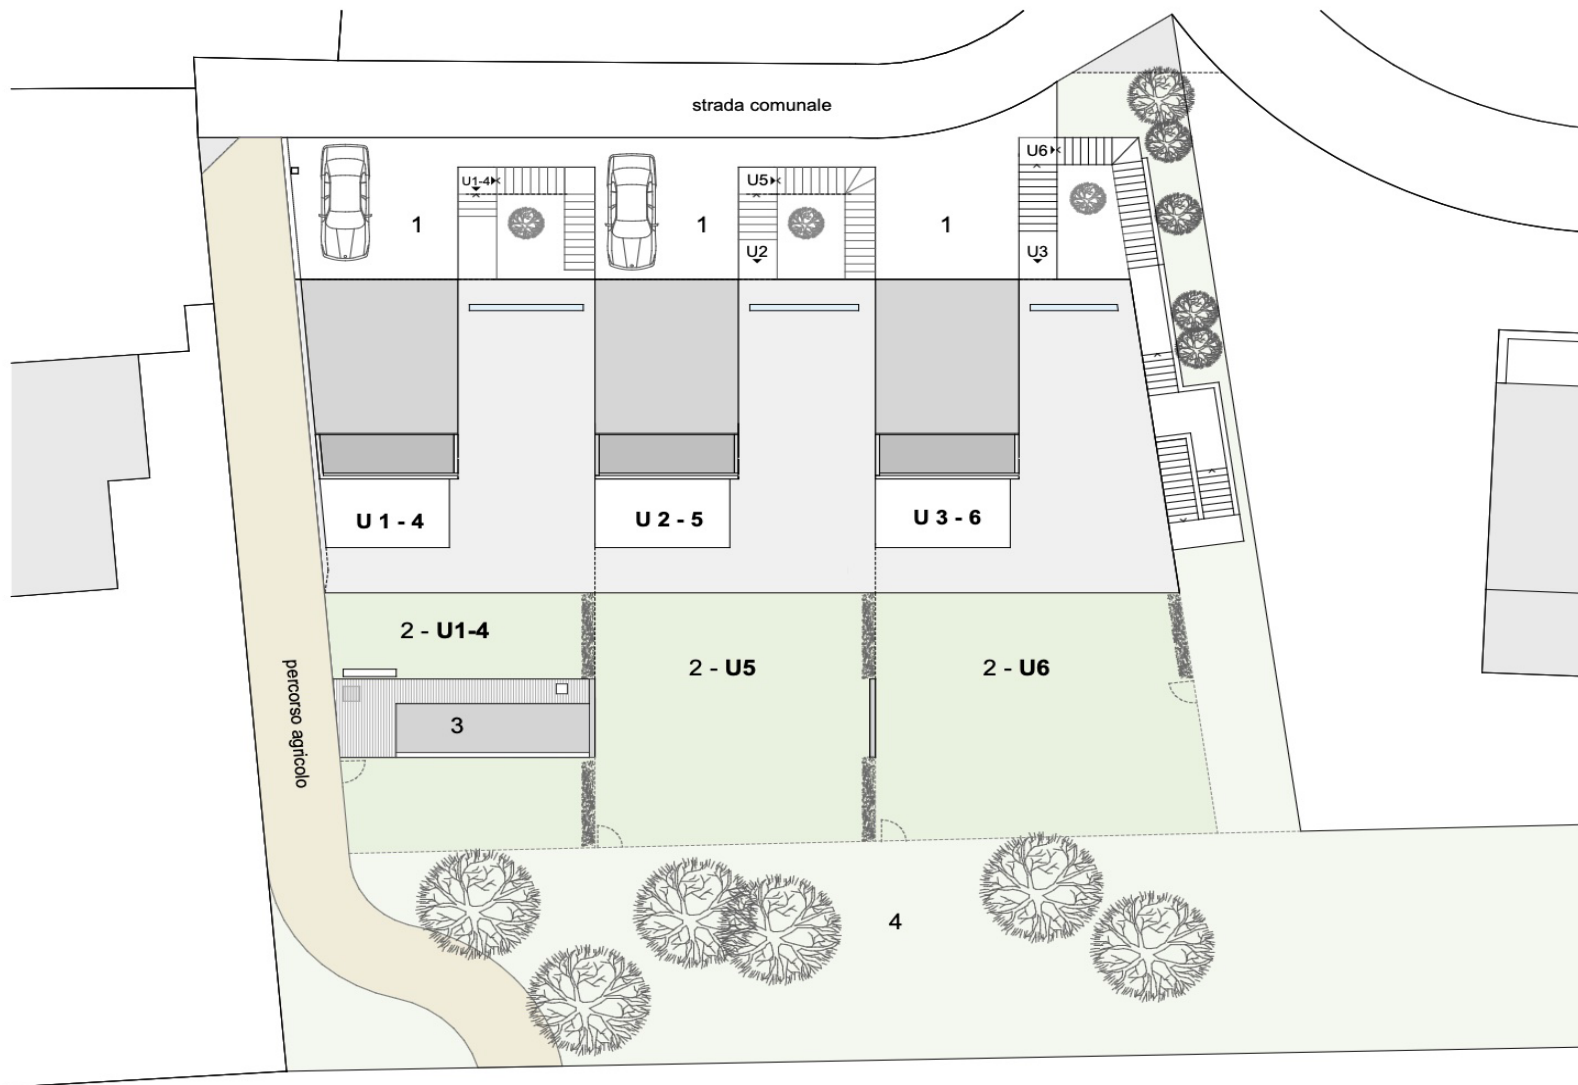 strada comunale
U6
U1-4
U5
1
1
1
U2
U3
U 1 - 4
U 2 - 5
U 3 - 6
2 - U1-4
2 - U5
2 - U6
percorso agricolo
3
4